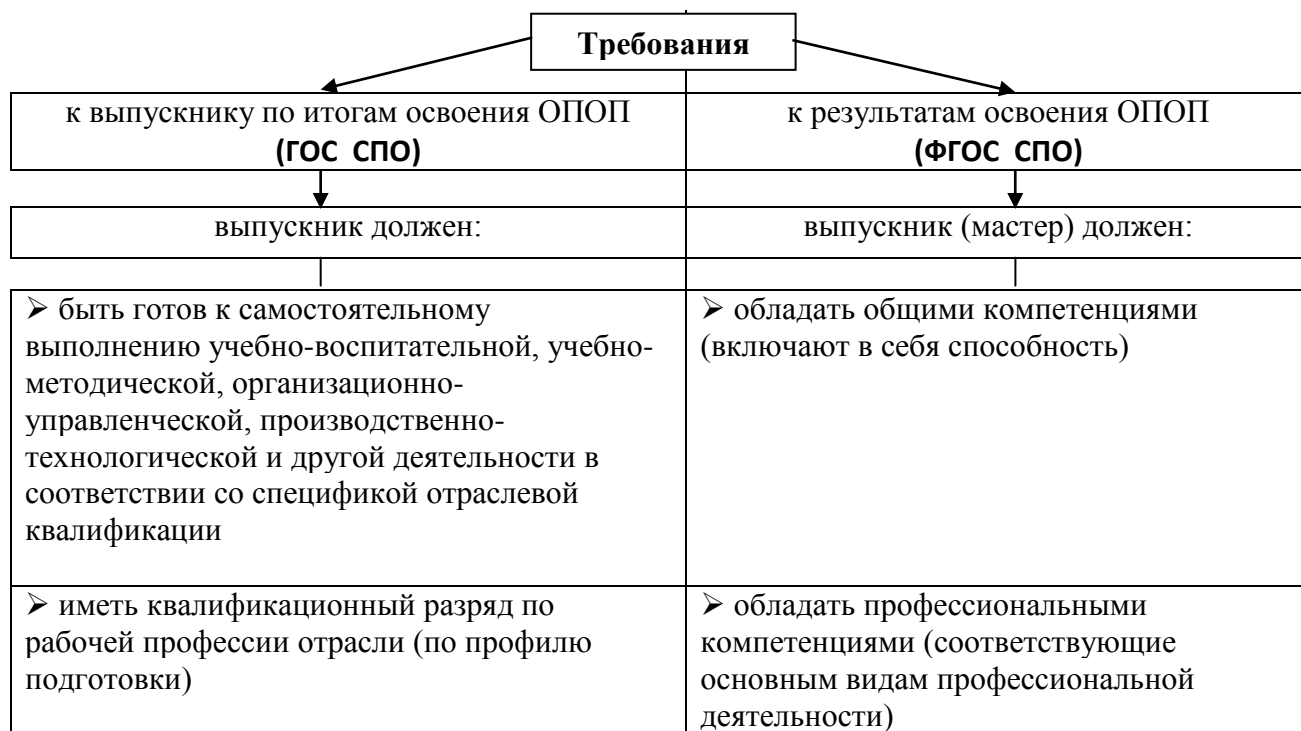 Требования
к выпускнику по итогам освоения ОПОП
(ГОС СПО)
к результатам освоения ОПОП
(ФГОС СПО)
выпускник должен:
выпускник (мастер) должен:
➢ быть готов к самостоятельному
выполнению учебно-воспитательной, учебно-
методической, организационно-
управленческой, производственно-
технологической и другой деятельности в
соответствии со спецификой отраслевой
квалификации
➢ обладать общими компетенциями
(включают в себя способность)
➢ иметь квалификационный разряд по
рабочей профессии отрасли (по профилю
подготовки)
➢ обладать профессиональными
компетенциями (соответствующие
основным видам профессиональной
деятельности)